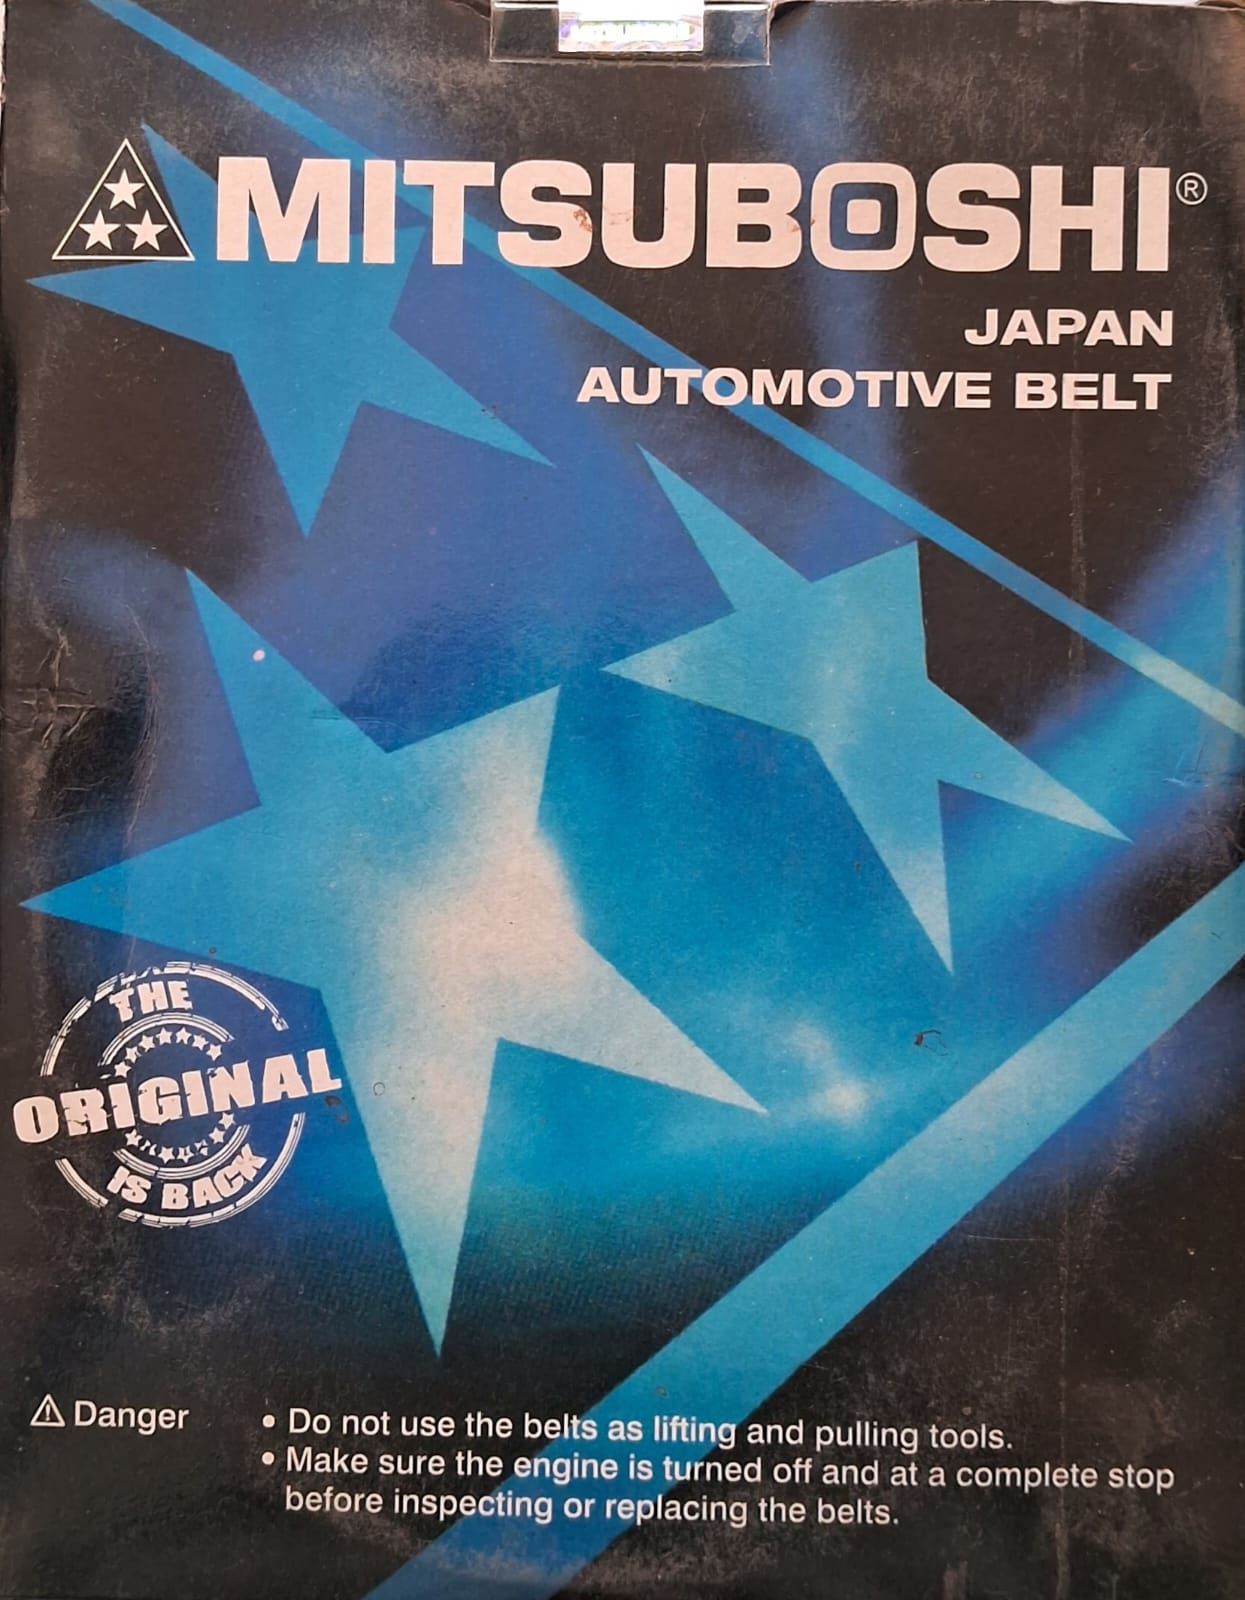 MITSUBOSHI®
JAPAN
AUTOMOTIVE BELT
THE
ORIGINAL
IS BACK
⚠ Danger
• Do not use the belts as lifting and pulling tools.
• Make sure the engine is turned off and at a complete stop
before inspecting or replacing the belts.